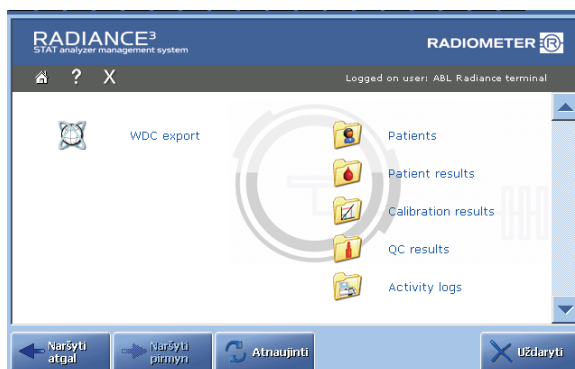 RADIANCE³
STAT analyzer management system
RADIOMETER R
? X
Logged on user: ABL Radiance terminal
WDC export
Patients
Patient results
Calibration results
QC results
Activity logs
Naršyti
atgal
Naršyti
pirmyn
Atnaujinti
Uždaryti